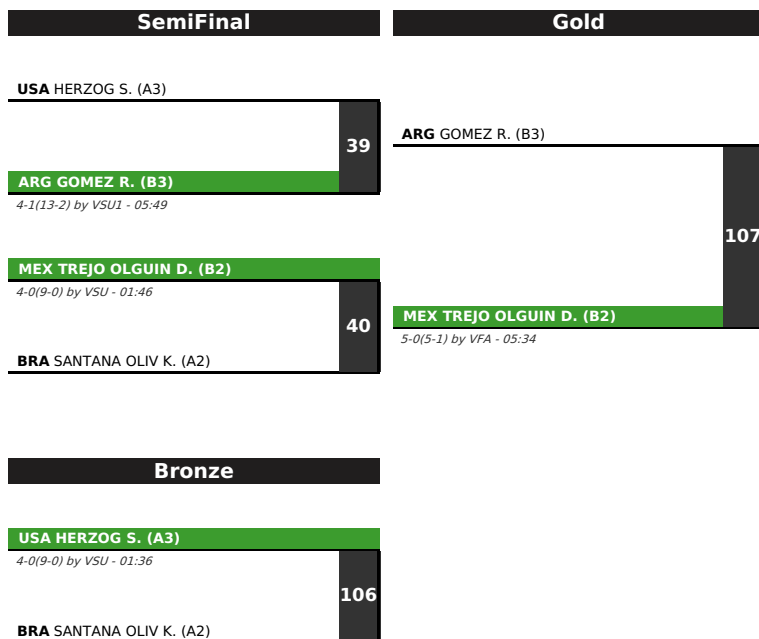 SemiFinal
USA HERZOG S. (A3)
39
ARG GOMEZ R. (B3)
4-1(13-2) by VSU1 - 05:49
MEX TREJO OLGUIN D. (B2)
4-0(9-0) by VSU - 01:46
40
BRA SANTANA OLIV K. (A2)
Gold
ARG GOMEZ R. (B3)
107
MEX TREJO OLGUIN D. (B2)
5-0(5-1) by VFA - 05:34
Bronze
USA HERZOG S. (A3)
4-0(9-0) by VSU - 01:36
106
BRA SANTANA OLIV K. (A2)